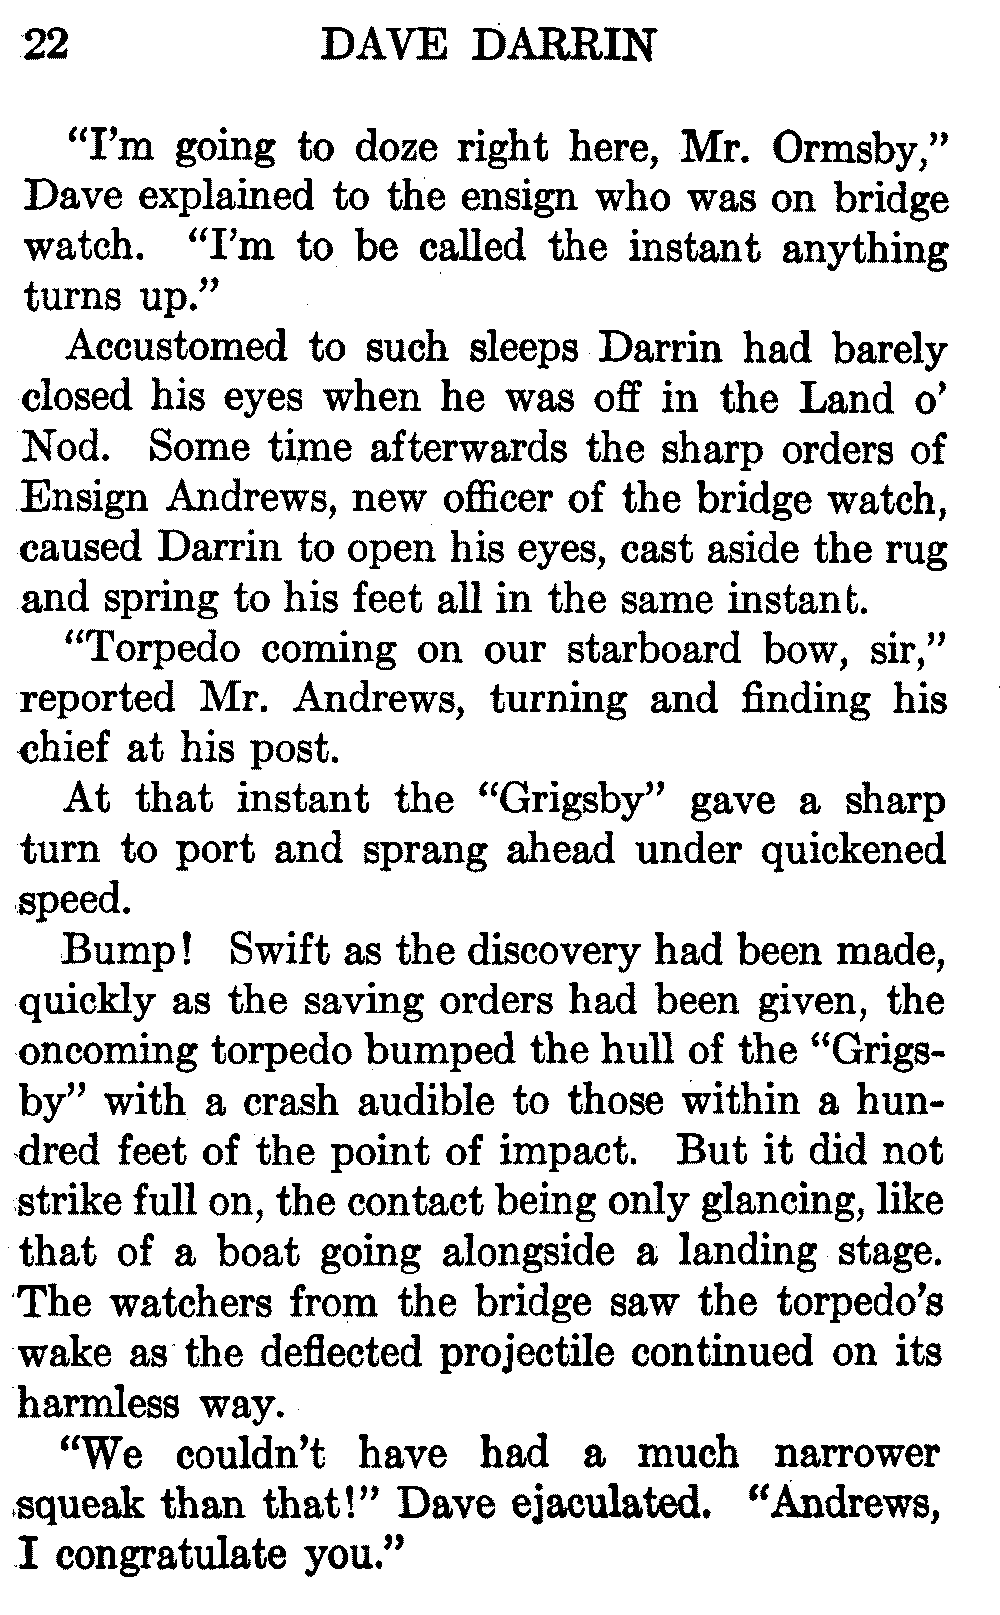 22 DAVE DARRIN
“I’m going to doze right here, Mr. Ormsby,”
Dave explained to the ensign who was on bridge
watch. “I’m to be called the instant anything
turns up.”
Accustomed to such sleeps Darrin had barely
closed his eyes when he was off in the Land o’
Nod. Some time afterwards the sharp orders of
Ensign Andrews, new officer of the bridge watch,
caused Darrin to open his eyes, cast aside the rug
and spring to his feet all in the same instant.
“Torpedo coming on our starboard bow, sir,”
reported Mr. Andrews, turning and finding his
chief at his post.
At that instant the “Grigsby” gave a sharp
turn to port and sprang ahead under quickened
speed.
Bump! Swift as the discovery had been made,
quickly as the saving orders had been given, the
oncoming torpedo bumped the hull of the “Grigs-
by” with a crash audible to those within a hun-
dred feet of the point of impact. But it did not
strike full on, the contact being only glancing, like
that of a boat going alongside a landing stage.
The watchers from the bridge saw the torpedo’s
wake as the deflected projectile continued on its
harmless way.
“We couldn’t have had a much narrower
squeak than that!” Dave ejaculated. “Andrews,
I congratulate you.”